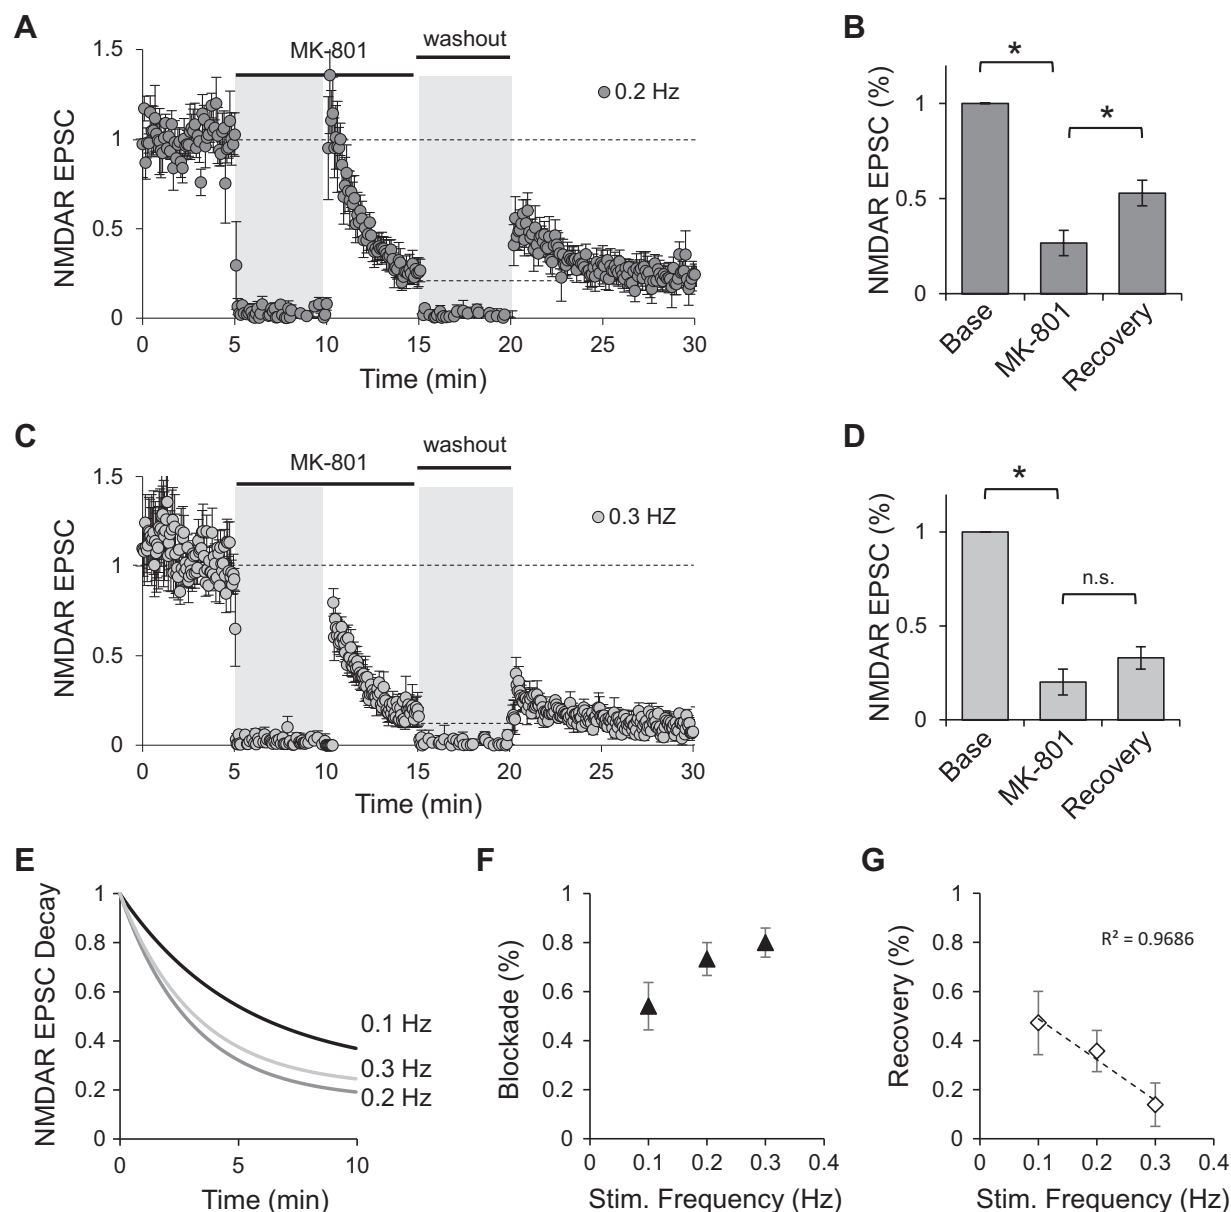 A
MK-801
washout
1.5
1
0.5
0
NMDAR EPSC
0.2 Hz
0 5 10 15 20 25 30
Time (min)
B
*
*
NMDAR EPSC (%)
1
0.5
0
Base
MK-801
Recovery
C
MK-801
washout
1.5
1
0.5
0
NMDAR EPSC
0.3 HZ
0 5 10 15 20 25 30
Time (min)
D
*
n.s.
NMDAR EPSC (%)
1
0.5
0
Base
MK-801
Recovery
E
NMDAR EPSC Decay
1
0.8
0.6
0.4
0.2
0
0.1 Hz
0.3 Hz
0.2 Hz
0 5 10
Time (min)
F
Blockade (%)
1
0.8
0.6
0.4
0.2
0
0 0.1 0.2 0.3 0.4
Stim. Frequency (Hz)
G
Recovery (%)
1
0.8
0.6
0.4
0.2
0
R² = 0.9686
0 0.1 0.2 0.3 0.4
Stim. Frequency (Hz)